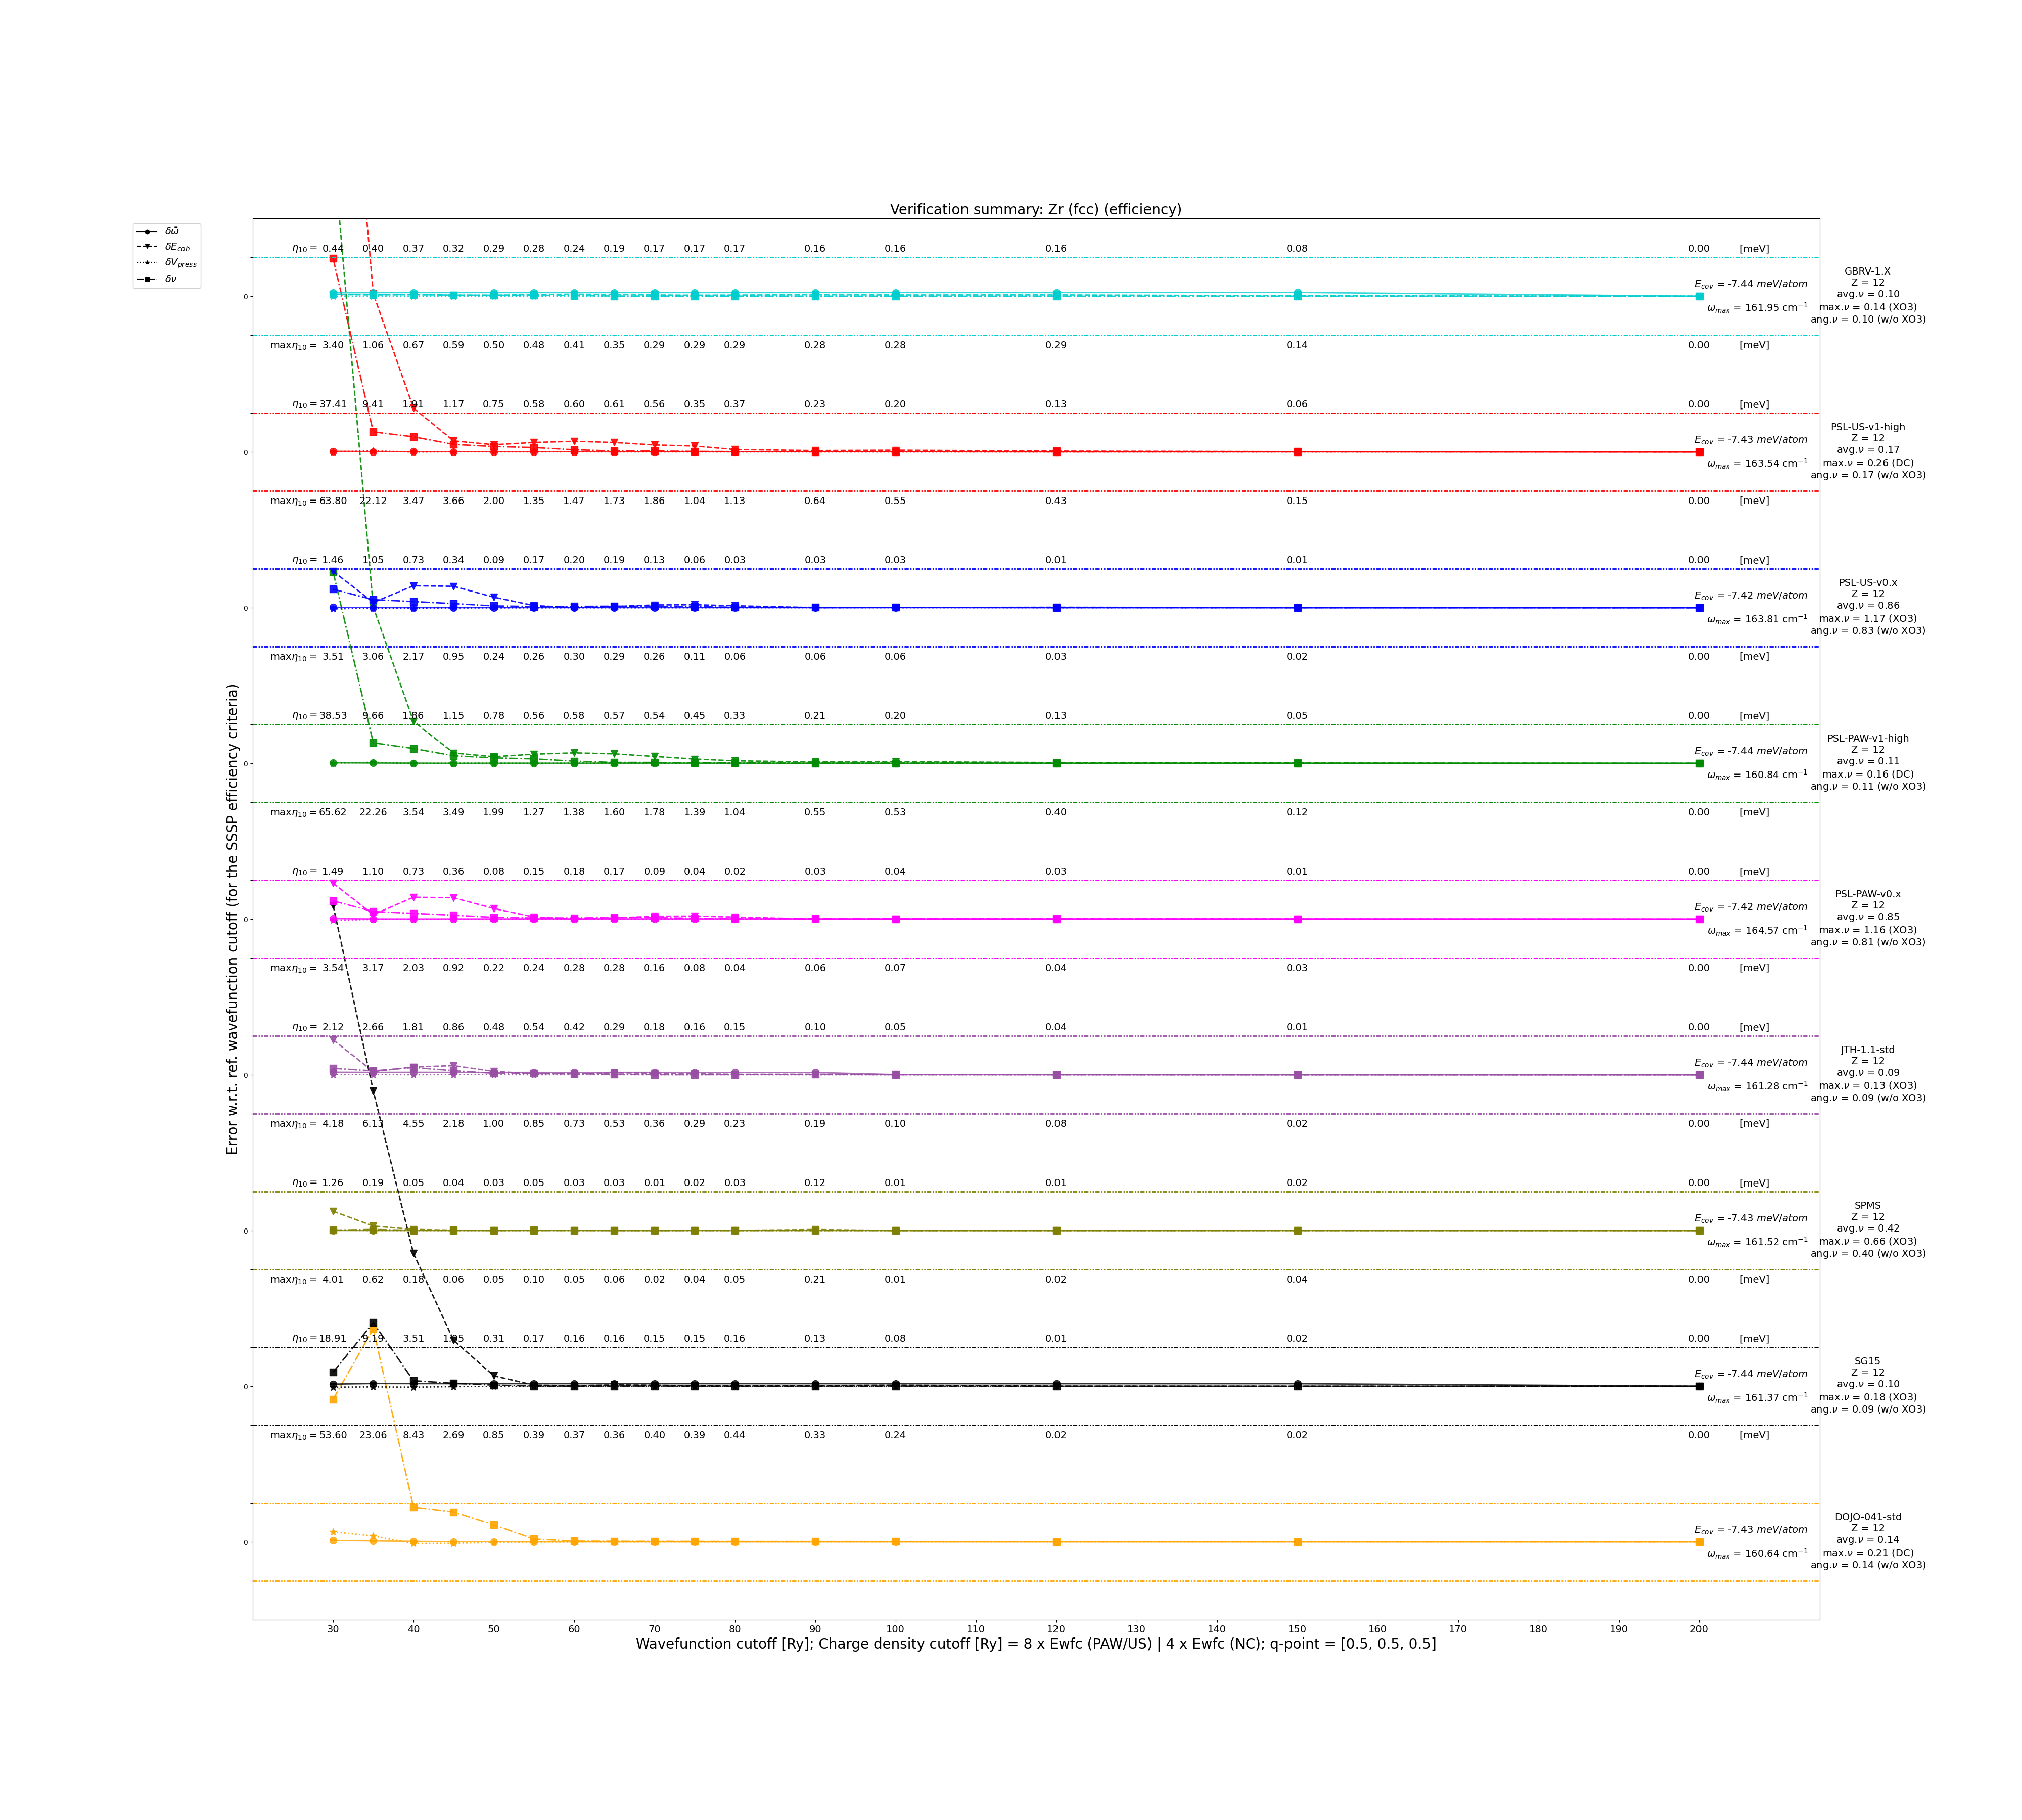 Verification summary: Zr (fcc) (efficiency)
δω̄
δE_coh
δV_press
δν
Error w.r.t. ref. wavefunction cutoff (for the SSSP efficiency criteria)
η₁₀ = 0.44 0.40 0.37 0.32 0.29 0.28 0.24 0.19 0.17 0.17 0.17 0.16 0.16 0.16 0.08 0.00 [meV]
0
E_cov = -7.44 meV/atom
ω_max = 161.95 cm⁻¹
GBRV-1.X
Z = 12
avg.ν = 0.10
max.ν = 0.14 (XO3)
ang.ν = 0.10 (w/o XO3)
maxη₁₀ = 3.40 1.06 0.67 0.59 0.50 0.48 0.41 0.35 0.29 0.29 0.29 0.28 0.28 0.29 0.14 0.00 [meV]
η₁₀ = 37.41 9.41 1.91 1.17 0.75 0.58 0.60 0.61 0.56 0.35 0.37 0.23 0.20 0.13 0.06 0.00 [meV]
0
E_cov = -7.43 meV/atom
ω_max = 163.54 cm⁻¹
PSL-US-v1-high
Z = 12
avg.ν = 0.17
max.ν = 0.26 (DC)
ang.ν = 0.17 (w/o XO3)
maxη₁₀ = 63.80 22.12 3.47 3.66 2.00 1.35 1.47 1.73 1.86 1.04 1.13 0.64 0.55 0.43 0.15 0.00 [meV]
η₁₀ = 1.46 1.05 0.73 0.34 0.09 0.17 0.20 0.19 0.13 0.06 0.03 0.03 0.03 0.01 0.01 0.00 [meV]
0
E_cov = -7.42 meV/atom
ω_max = 163.81 cm⁻¹
PSL-US-v0.x
Z = 12
avg.ν = 0.86
max.ν = 1.17 (XO3)
ang.ν = 0.83 (w/o XO3)
maxη₁₀ = 3.51 3.06 2.17 0.95 0.24 0.26 0.30 0.29 0.26 0.11 0.06 0.06 0.06 0.03 0.02 0.00 [meV]
η₁₀ = 38.53 9.66 1.86 1.15 0.78 0.56 0.58 0.57 0.54 0.45 0.33 0.21 0.20 0.13 0.05 0.00 [meV]
0
E_cov = -7.44 meV/atom
ω_max = 160.84 cm⁻¹
PSL-PAW-v1-high
Z = 12
avg.ν = 0.11
max.ν = 0.16 (DC)
ang.ν = 0.11 (w/o XO3)
maxη₁₀ = 65.62 22.26 3.54 3.49 1.99 1.27 1.38 1.60 1.78 1.39 1.04 0.55 0.53 0.40 0.12 0.00 [meV]
η₁₀ = 1.49 1.10 0.73 0.36 0.08 0.15 0.18 0.17 0.09 0.04 0.02 0.03 0.04 0.03 0.01 0.00 [meV]
0
E_cov = -7.42 meV/atom
ω_max = 164.57 cm⁻¹
PSL-PAW-v0.x
Z = 12
avg.ν = 0.85
max.ν = 1.16 (XO3)
ang.ν = 0.81 (w/o XO3)
maxη₁₀ = 3.54 3.17 2.03 0.92 0.22 0.24 0.28 0.28 0.16 0.08 0.04 0.06 0.07 0.04 0.03 0.00 [meV]
η₁₀ = 2.12 2.66 1.81 0.86 0.48 0.54 0.42 0.29 0.18 0.16 0.15 0.10 0.05 0.04 0.01 0.00 [meV]
0
E_cov = -7.44 meV/atom
ω_max = 161.28 cm⁻¹
JTH-1.1-std
Z = 12
avg.ν = 0.09
max.ν = 0.13 (XO3)
ang.ν = 0.09 (w/o XO3)
maxη₁₀ = 4.18 6.13 4.55 2.18 1.00 0.85 0.73 0.53 0.36 0.29 0.23 0.19 0.10 0.08 0.02 0.00 [meV]
η₁₀ = 1.26 0.19 0.05 0.04 0.03 0.05 0.03 0.03 0.01 0.02 0.03 0.12 0.01 0.01 0.02 0.00 [meV]
0
E_cov = -7.43 meV/atom
ω_max = 161.52 cm⁻¹
SPMS
Z = 12
avg.ν = 0.42
max.ν = 0.66 (XO3)
ang.ν = 0.40 (w/o XO3)
maxη₁₀ = 4.01 0.62 0.18 0.06 0.05 0.10 0.05 0.06 0.02 0.04 0.05 0.21 0.01 0.02 0.04 0.00 [meV]
η₁₀ = 18.91 9.19 3.51 1.05 0.31 0.17 0.16 0.16 0.15 0.15 0.16 0.13 0.08 0.01 0.02 0.00 [meV]
0
E_cov = -7.44 meV/atom
ω_max = 161.37 cm⁻¹
SG15
Z = 12
avg.ν = 0.10
max.ν = 0.18 (XO3)
ang.ν = 0.09 (w/o XO3)
maxη₁₀ = 53.60 23.06 8.43 2.69 0.85 0.39 0.37 0.36 0.40 0.39 0.44 0.33 0.24 0.02 0.02 0.00 [meV]
0
E_cov = -7.43 meV/atom
ω_max = 160.64 cm⁻¹
DOJO-041-std
Z = 12
avg.ν = 0.14
max.ν = 0.21 (DC)
ang.ν = 0.14 (w/o XO3)
30 40 50 60 70 80 90 100 110 120 130 140 150 160 170 180 190 200
Wavefunction cutoff [Ry]; Charge density cutoff [Ry] = 8 x Ewfc (PAW/US) | 4 x Ewfc (NC); q-point = [0.5, 0.5, 0.5]